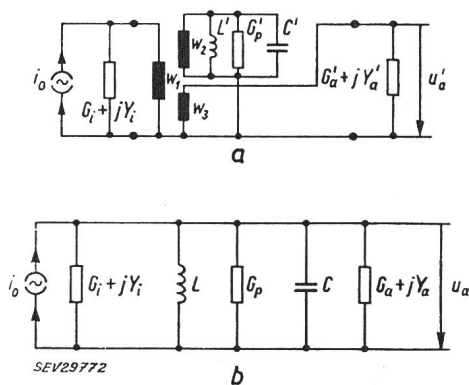 i₀
Gᵢ + jYᵢ
w₁
w₂
w₃
L'
G'ₚ
C'
G'ₐ + jY'ₐ
u'ₐ
a
i₀
Gᵢ + jYᵢ
L
Gₚ
C
Gₐ + jYₐ
uₐ
SEV29772
b